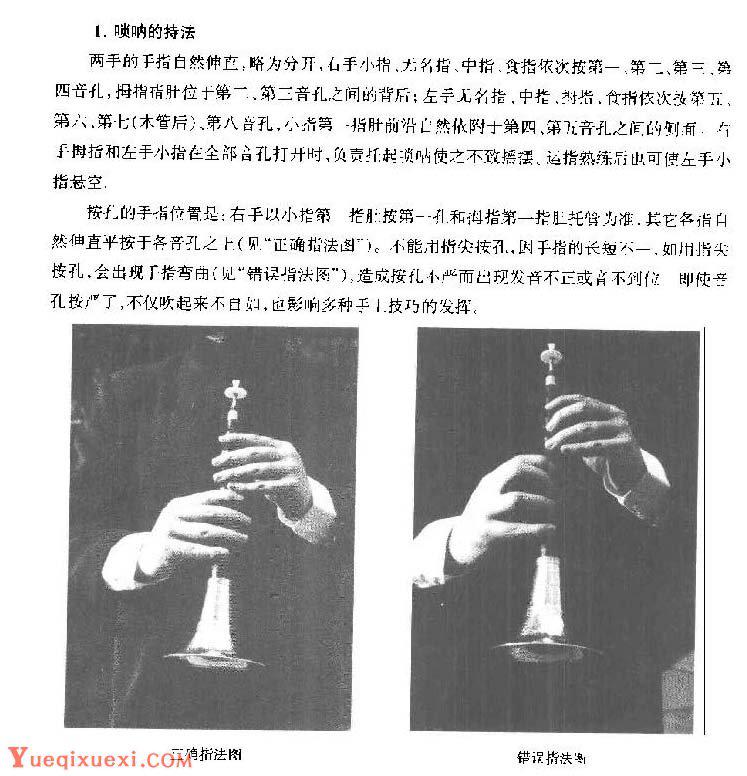 1. 唢呐的持法
两手的手指自然伸直,略为分开,右手小指、无名指、中指、食指依次按第一、第二、第三、第
四音孔,拇指指肚位于第二、第三音孔之间的背后;左手无名指、中指、拇指、食指依次按第五、
第六、第七(木管后)、第八音孔,小指第一指肚前沿自然依附于第四、第五音孔之间的侧面。右
手拇指和左手小指在全部音孔打开时,负责托起唢呐使之不致摇摆。运指熟练后也可使左手小
指悬空。
按孔的手指位置是:右手以小指第一指肚按第一孔和拇指第一指肚托管为准,其它各指自
然伸直平按于各音孔之上(见“正确指法图”)。不能用指尖按孔,因手指的长短不一,如用指尖
按孔,会出现手指弯曲(见“错误指法图”),造成按孔不严而出现发音不正或音不到位。即使音
孔按严了,不仅吹起来不自如,也影响多种手上技巧的发挥。
正确指法图
错误指法图
Yueqixuexi.com